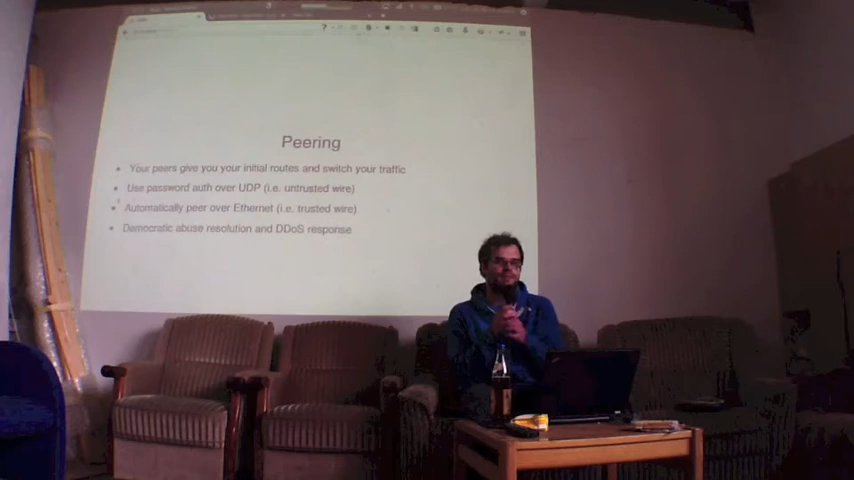 Peering
Your peers give you your initial routes and switch your traffic
Use password auth over UDP (i.e. untrusted wire)
Automatically peer over Ethernet (i.e. trusted wire)
Democratic abuse resolution and DDoS response